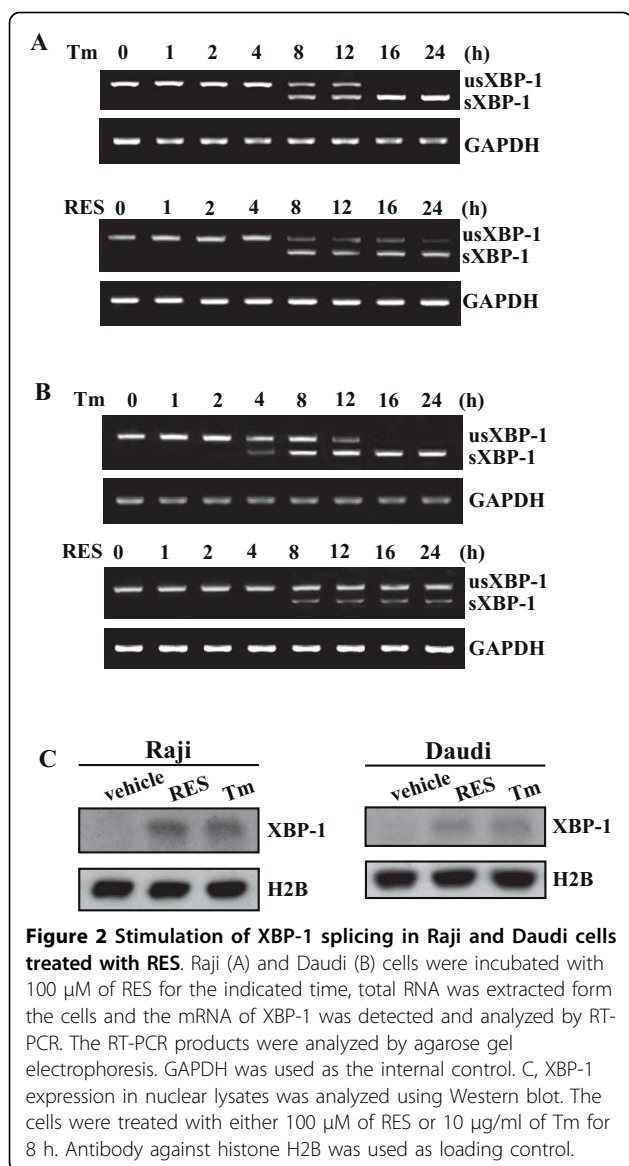 A
Tm 0 1 2 4 8 12 16 24 (h)
usXBP-1
sXBP-1
GAPDH
RES 0 1 2 4 8 12 16 24 (h)
usXBP-1
sXBP-1
GAPDH
B
Tm 0 1 2 4 8 12 16 24 (h)
usXBP-1
sXBP-1
GAPDH
RES 0 1 2 4 8 12 16 24 (h)
usXBP-1
sXBP-1
GAPDH
C
Raji
vehicle RES Tm
XBP-1
H2B
Daudi
vehicle RES Tm
XBP-1
H2B
Figure 2 Stimulation of XBP-1 splicing in Raji and Daudi cells
treated with RES. Raji (A) and Daudi (B) cells were incubated with
100 μM of RES for the indicated time, total RNA was extracted form
the cells and the mRNA of XBP-1 was detected and analyzed by RT-
PCR. The RT-PCR products were analyzed by agarose gel
electrophoresis. GAPDH was used as the internal control. C, XBP-1
expression in nuclear lysates was analyzed using Western blot. The
cells were treated with either 100 μM of RES or 10 μg/ml of Tm for
8 h. Antibody against histone H2B was used as loading control.